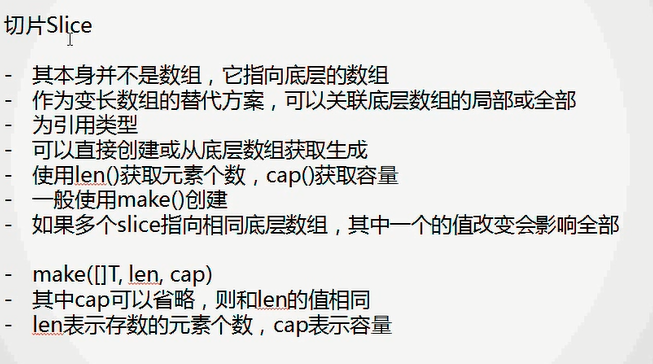 切片Slice
- 其本身并不是数组，它指向底层的数组
- 作为变长数组的替代方案，可以关联底层数组的局部或全部
- 为引用类型
- 可以直接创建或从底层数组获取生成
- 使用len()获取元素个数，cap()获取容量
- 一般使用make()创建
- 如果多个slice指向相同底层数组，其中一个的值改变会影响全部
- make([]T, len, cap)
- 其中cap可以省略，则和len的值相同
- len表示存数的元素个数，cap表示容量